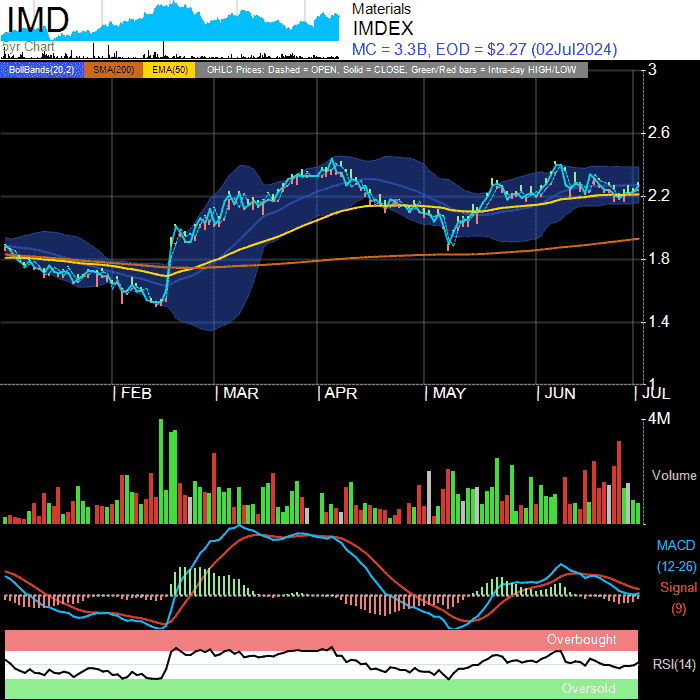 IMD
5yr Chart
Materials
IMDEX
MC = 3.3B, EOD = $2.27 (02Jul2024)
BollBands(20,2) SMA(200) EMA(50) OHLC Prices: Dashed = OPEN, Solid = CLOSE, Green/Red bars = Intra-day HIGH/LOW
3
2.6
2.2
1.8
1.4
1
FEB MAR APR MAY JUN JUL
4M
Volume
MACD
(12-26)
Signal
(9)
Overbought
RSI(14)
Oversold